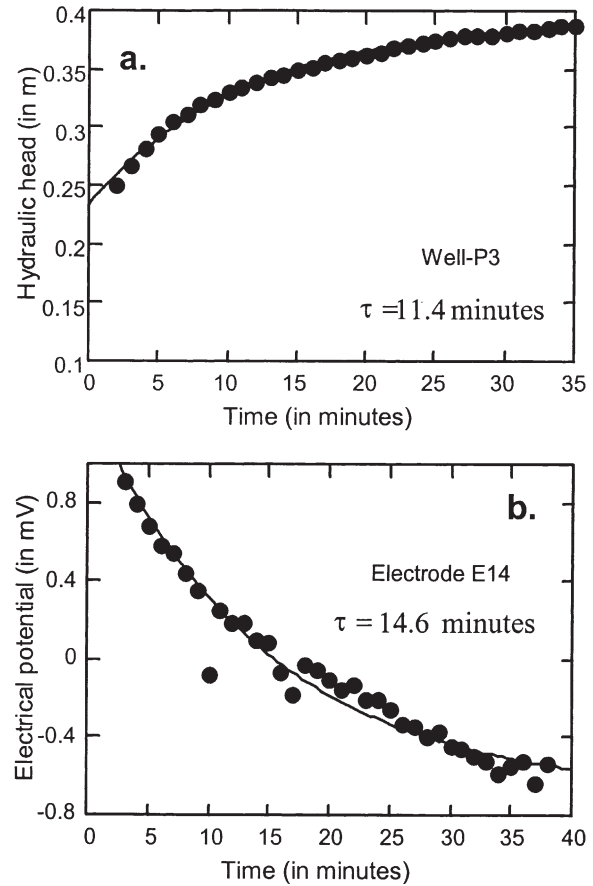 0.4
a.
0.35
0.3
0.25
0.2
0.15
0.1
Hydraulic head (in m)
Well-P3
τ =11.4 minutes
0 5 10 15 20 25 30 35
Time (in minutes)
0.8
0.4
0
-0.4
-0.8
Electrical potential (in mV)
b.
Electrode E14
τ = 14.6 minutes
0 5 10 15 20 25 30 35 40
Time (in minutes)